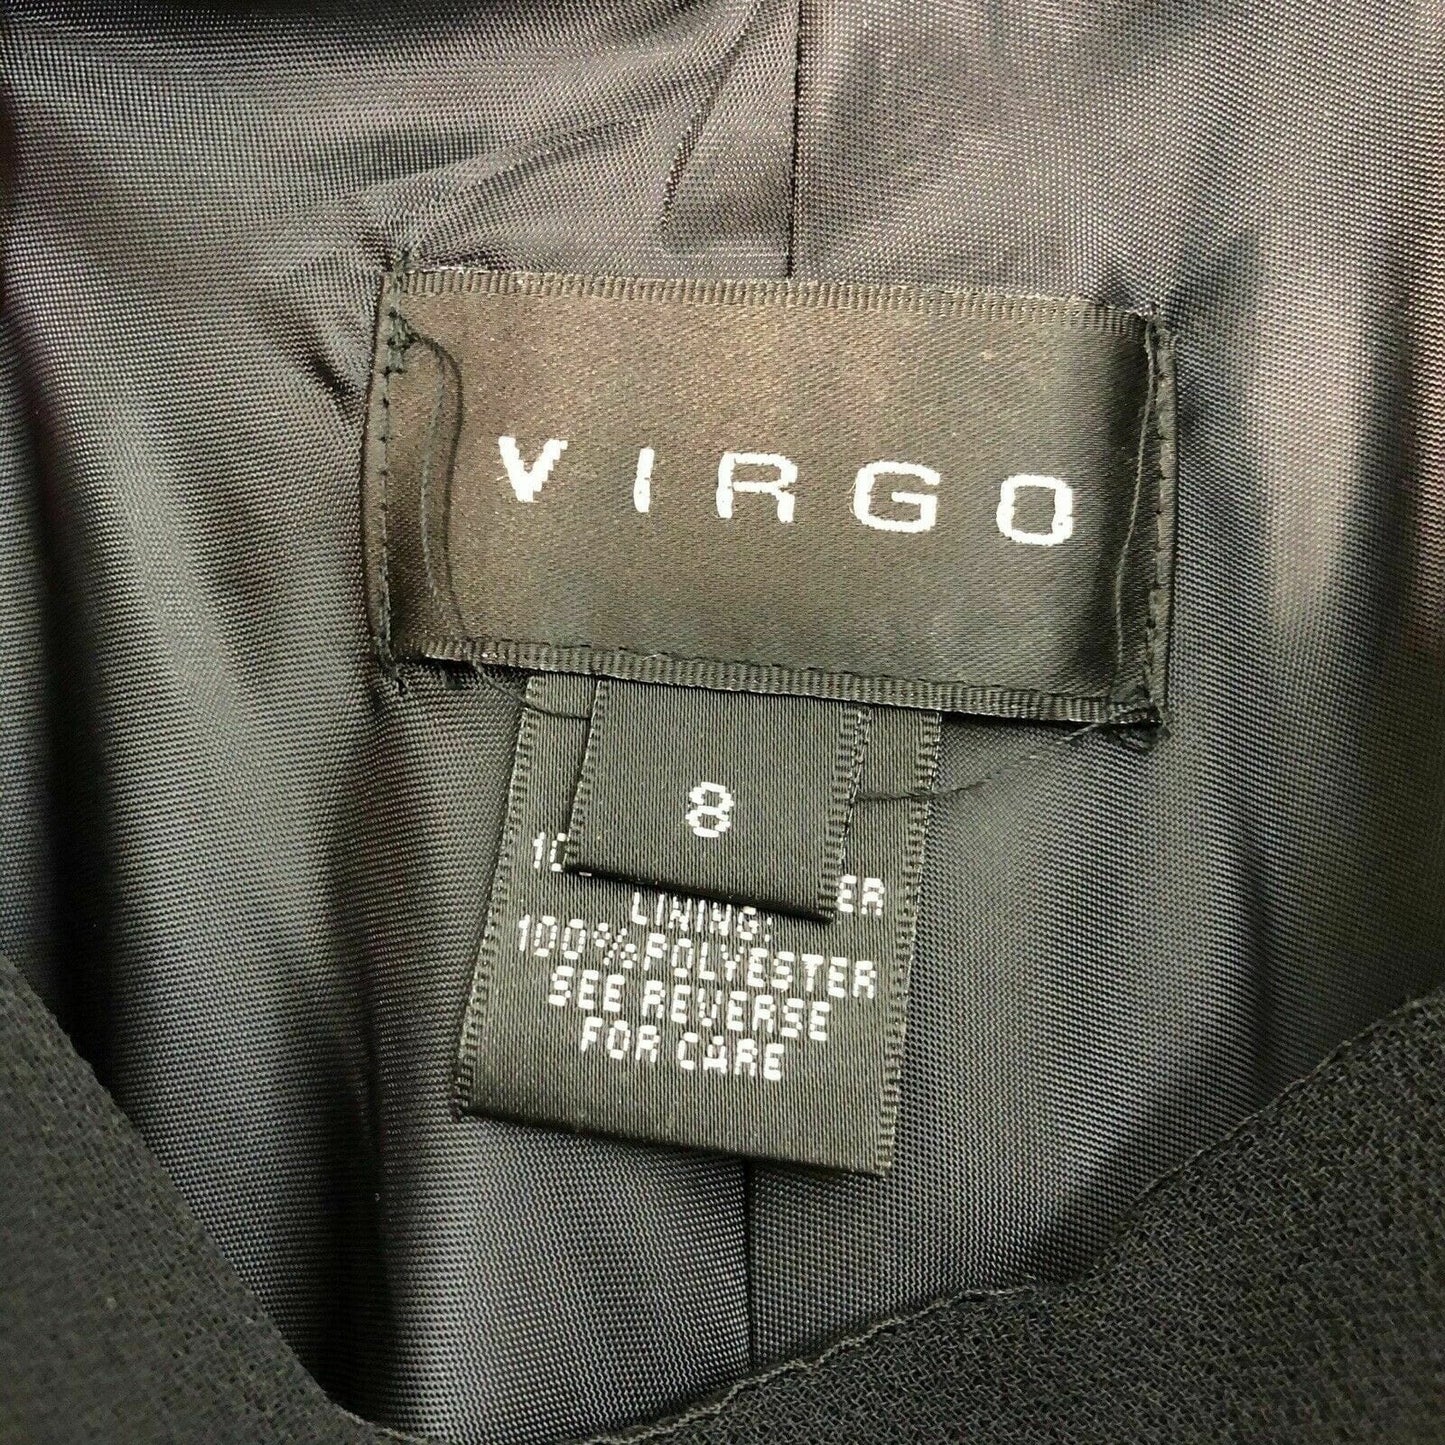 VIRGO
8
LINING:
100%POLYESTER
SEE REVERSE
FOR CARE